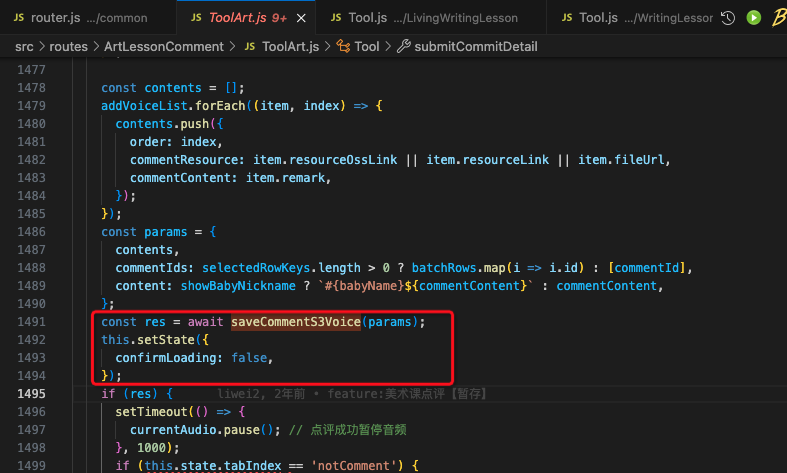 JS router.js .../common JS ToolArt.js 9+ × JS Tool.js .../LivingWritingLesson JS Tool.js .../WritingLessor
src > routes > ArtLessonComment > JS ToolArt.js > Tool > submitCommitDetail
1477
1478 const contents = [];
1479 addVoiceList.forEach((item, index) => {
1480 contents.push({
1481 order: index,
1482 commentResource: item.resourceOssLink || item.resourceLink || item.fileUrl,
1483 commentContent: item.remark,
1484 });
1485 });
1486 const params = {
1487 contents,
1488 commentIds: selectedRowKeys.length > 0 ? batchRows.map(i => i.id) : [commentId],
1489 content: showBabyNickname ? `#{babyName}${commentContent}` : commentContent,
1490 };
1491 const res = await saveCommentS3Voice(params);
1492 this.setState({
1493 confirmLoading: false,
1494 });
1495 if (res) { liwei2, 2年前 • feature:美术课点评【暂存】
1496 setTimeout(() => {
1497 currentAudio.pause(); // 点评成功暂停音频
1498 }, 1000);
1499 if (this.state.tabIndex == 'notComment') {